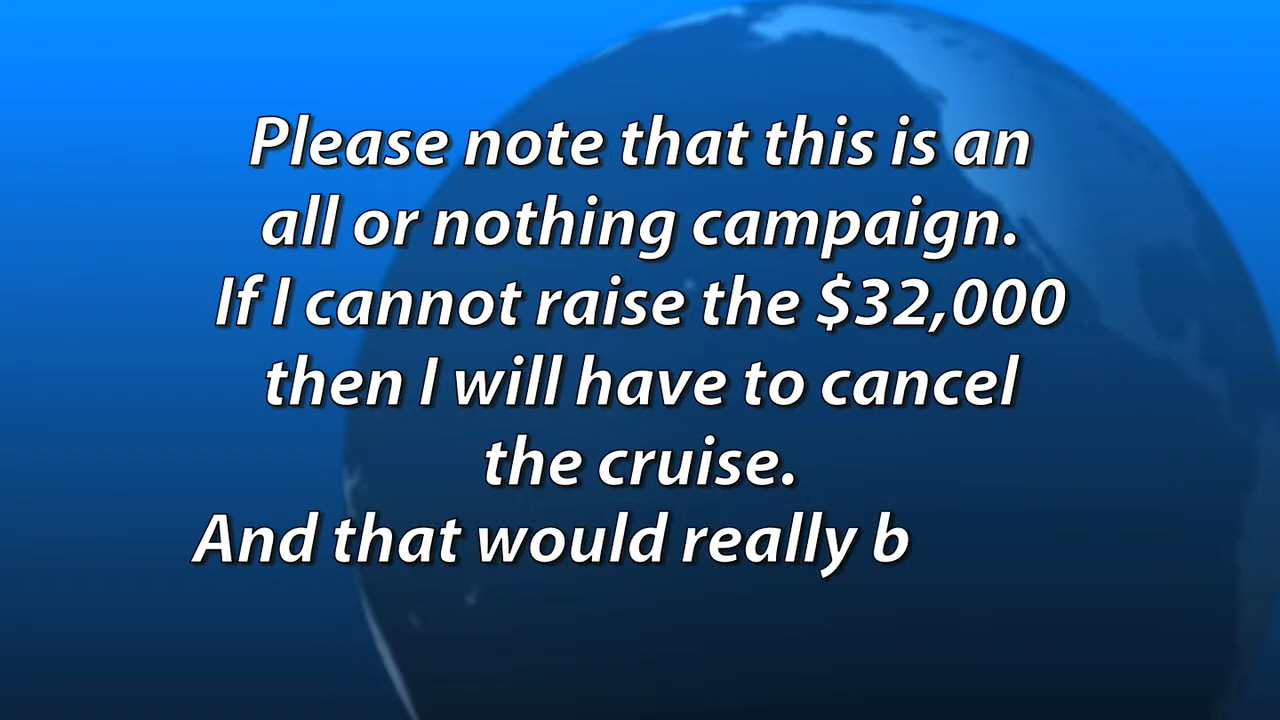 Please note that this is an
all or nothing campaign.
If I cannot raise the $32,000
then I will have to cancel
the cruise.
And that would really b